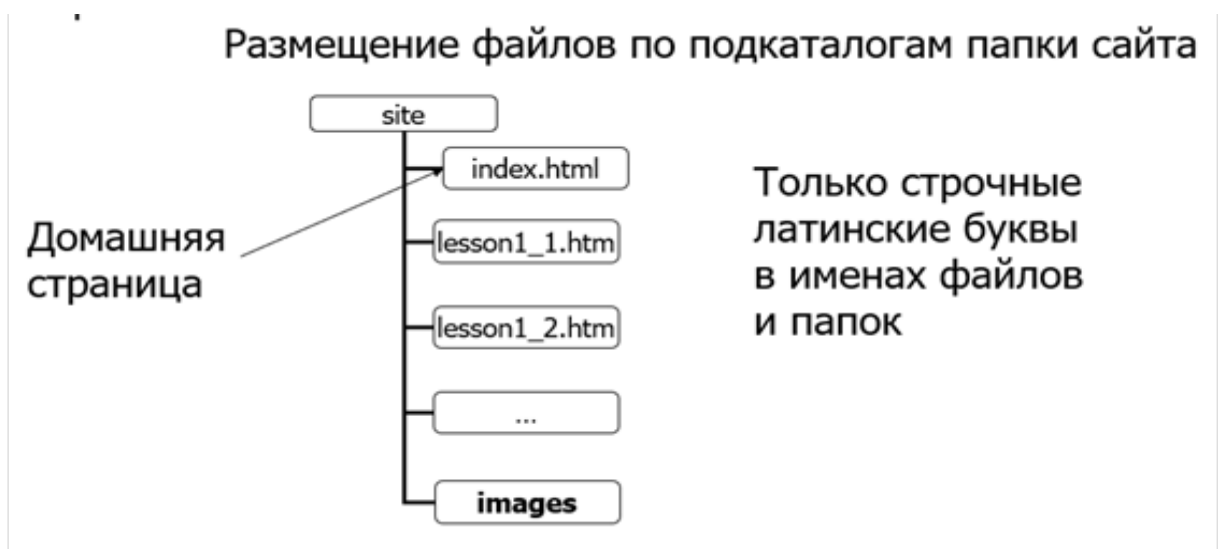 Размещение файлов по подкаталогам папки сайта
site
index.html
Домашняя
страница
lesson1_1.htm
lesson1_2.htm
...
images
Только строчные
латинские буквы
в именах файлов
и папок